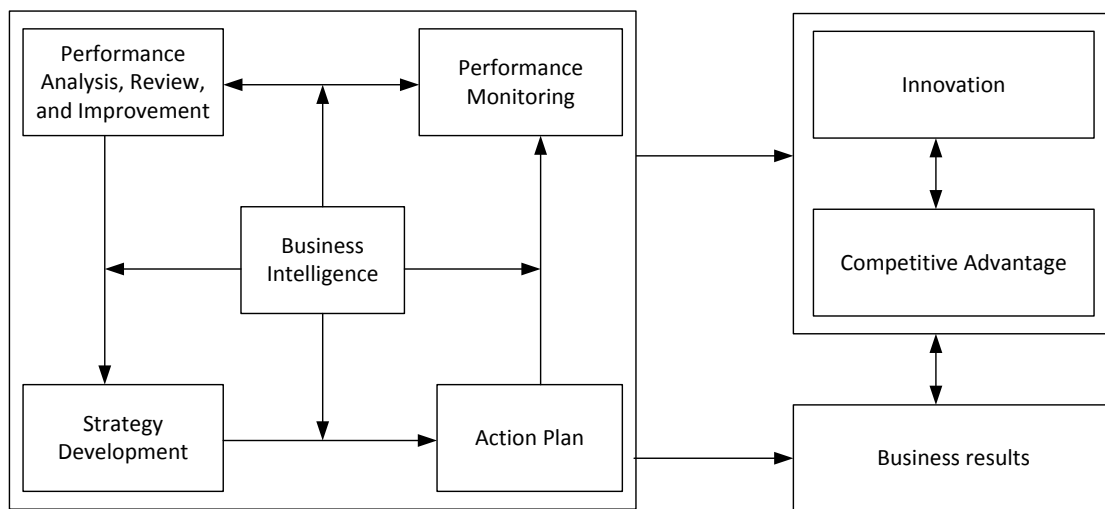 Performance
Analysis, Review,
and Improvement
Performance
Monitoring
Innovation
Business
Intelligence
Competitive Advantage
Strategy
Development
Action Plan
Business results